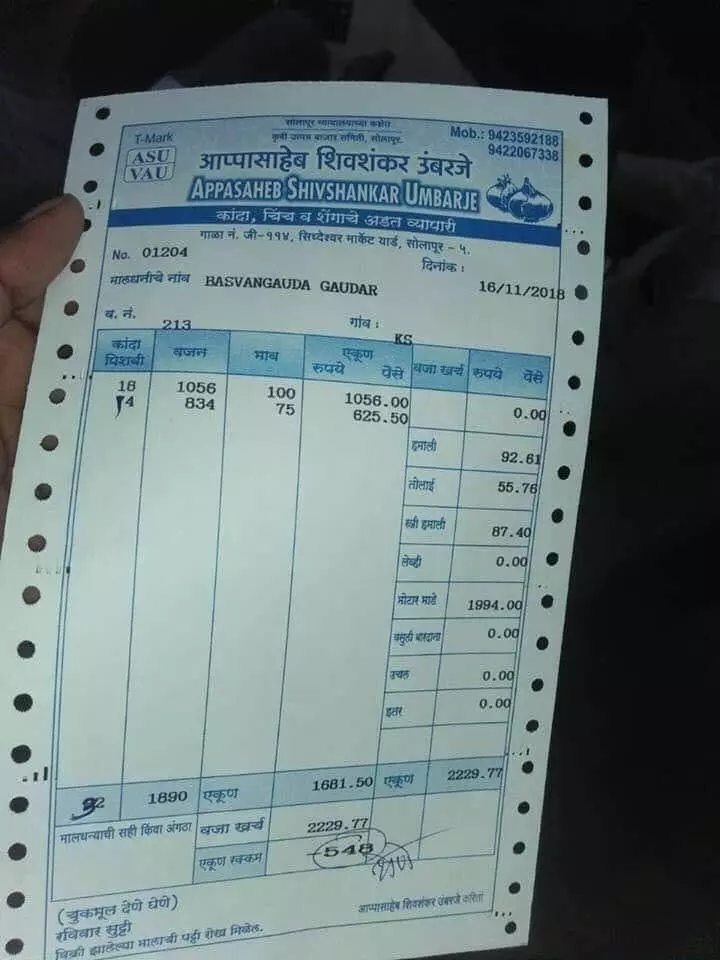 सोलापूर न्यायालयाच्या कक्षेत
कृषी उत्पन्न बाजार समिती, सोलापूर.
T-Mark
ASU
VAU
Mob.: 9423592188
9422067338
आप्पासाहेब शिवशंकर उंबरजे
APPASAHEB SHIVSHANKAR UMBARJE
कांदा, चिंच व शेंगाचे अडत व्यापारी
गाळा नं. जी-११४, सिध्देश्वर मार्केट यार्ड, सोलापूर - ५.
No. 01204
दिनांक : 16/11/2018
मालधनीचे नांव BASVANGAUDA GAUDAR
ब. नं. 213
गांव : KS
कांदा पिशवी वजन भाव एकूण रुपये पैसे वजा खर्च रुपये पैसे
18 1056 100 1056.00 0.00
14 834 75 625.50
हमाली 92.61
तोलाई 55.76
स्त्री हमाली 87.40
लेव्ही 0.00
मोटार भाडे 1994.00
वसुली बारदाना 0.00
उचल 0.00
इतर 0.00
32 1890 एकूण 1681.50 एकूण 2229.77
मालधन्याची सही किंवा अंगठा वजा खर्च 2229.77
एकूण रक्कम -548
(चुकभूल देणे घेणे)
रविवार सुट्टी
विक्री झालेल्या मालाची पट्टी रोख मिळेल.
आप्पासाहेब शिवशंकर उंबरजे करिता